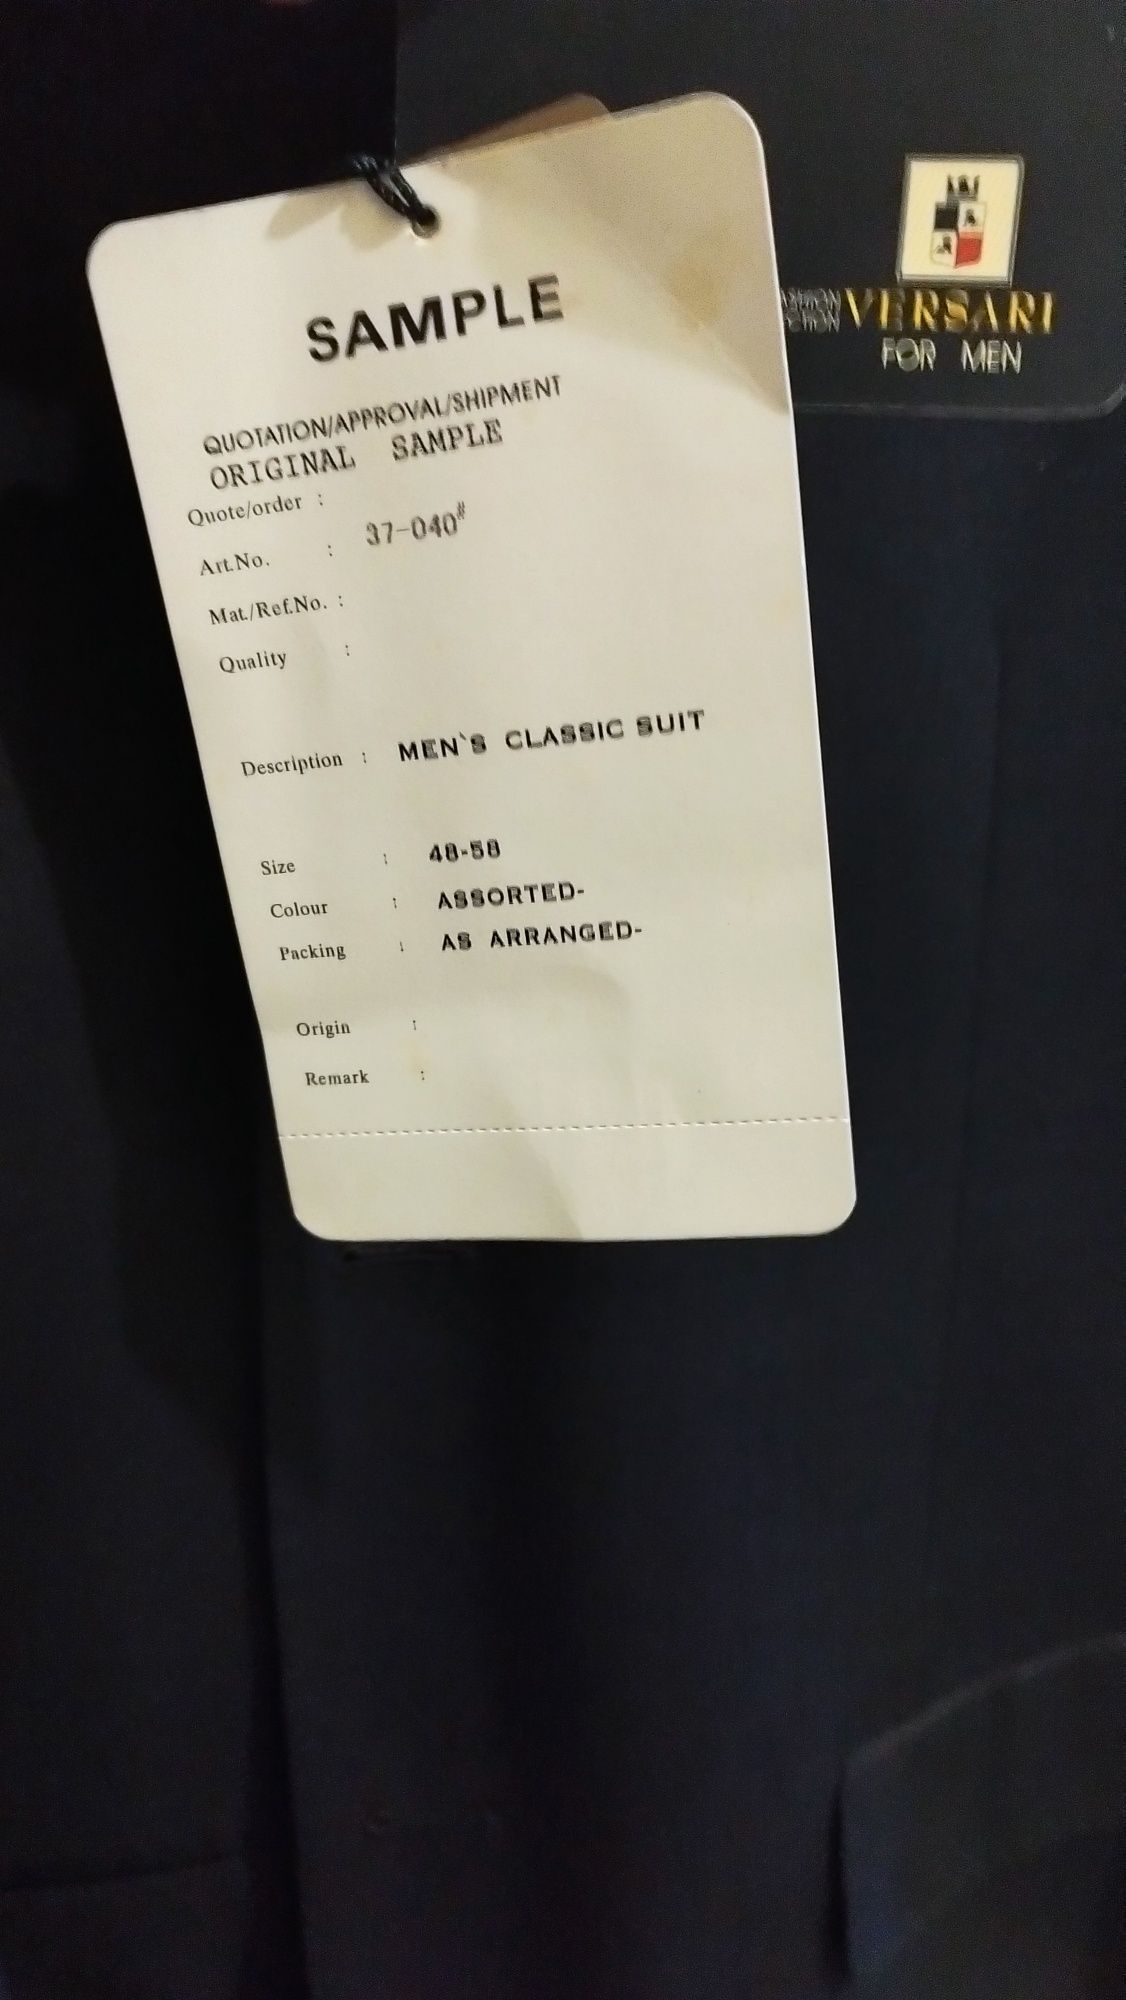 SAMPLE
QUOTATION/APPROVAL/SHIPMENT
ORIGINAL SAMPLE
Quote/order :
Art.No. : 37-040#
Mat./Ref.No. :
Quality :
Description : MEN`S CLASSIC SUIT
Size : 48-58
Colour : ASSORTED-
Packing : AS ARRANGED-
Origin :
Remark :
VERSARI
FOR MEN